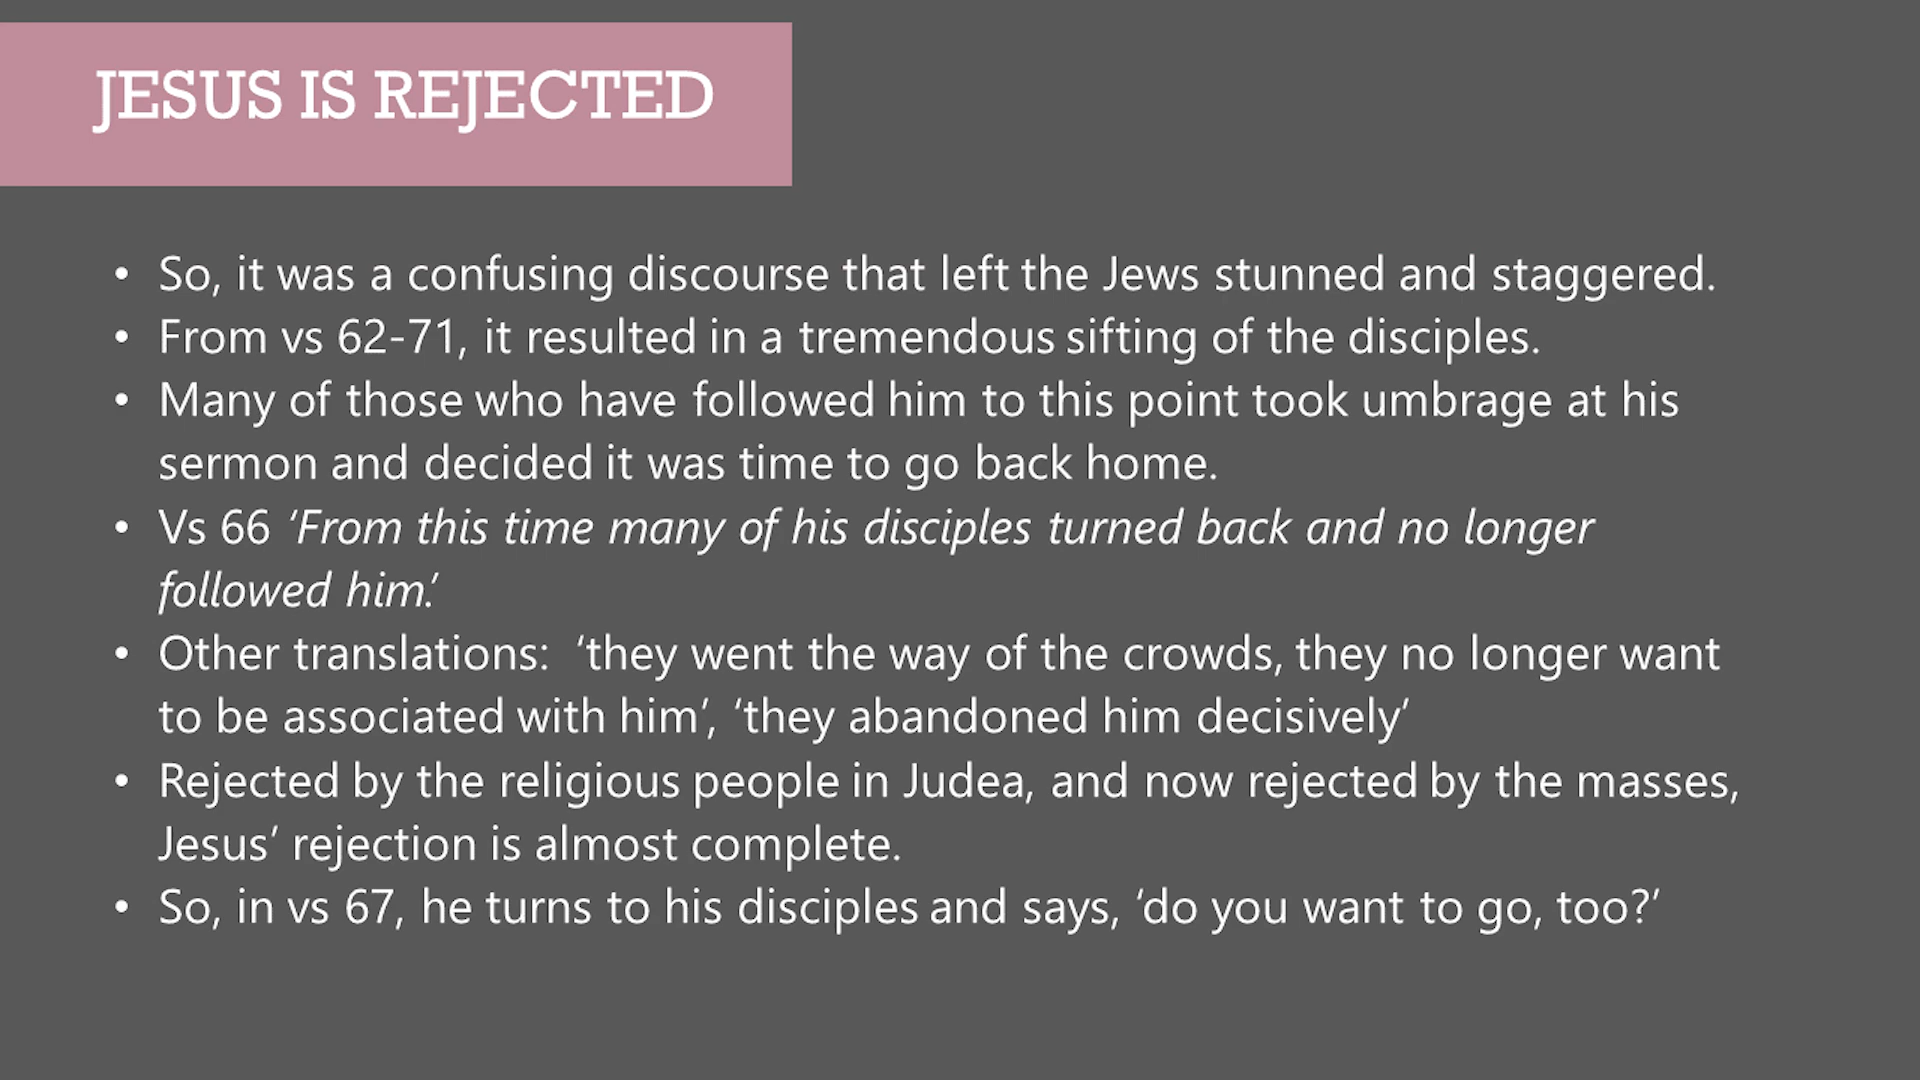 JESUS IS REJECTED
• So, it was a confusing discourse that left the Jews stunned and staggered.
• From vs 62-71, it resulted in a tremendous sifting of the disciples.
• Many of those who have followed him to this point took umbrage at his
sermon and decided it was time to go back home.
• Vs 66 ‘From this time many of his disciples turned back and no longer
followed him.’
• Other translations:  ‘they went the way of the crowds, they no longer want
to be associated with him’, ‘they abandoned him decisively’
• Rejected by the religious people in Judea, and now rejected by the masses,
Jesus’ rejection is almost complete.
• So, in vs 67, he turns to his disciples and says, ‘do you want to go, too?’